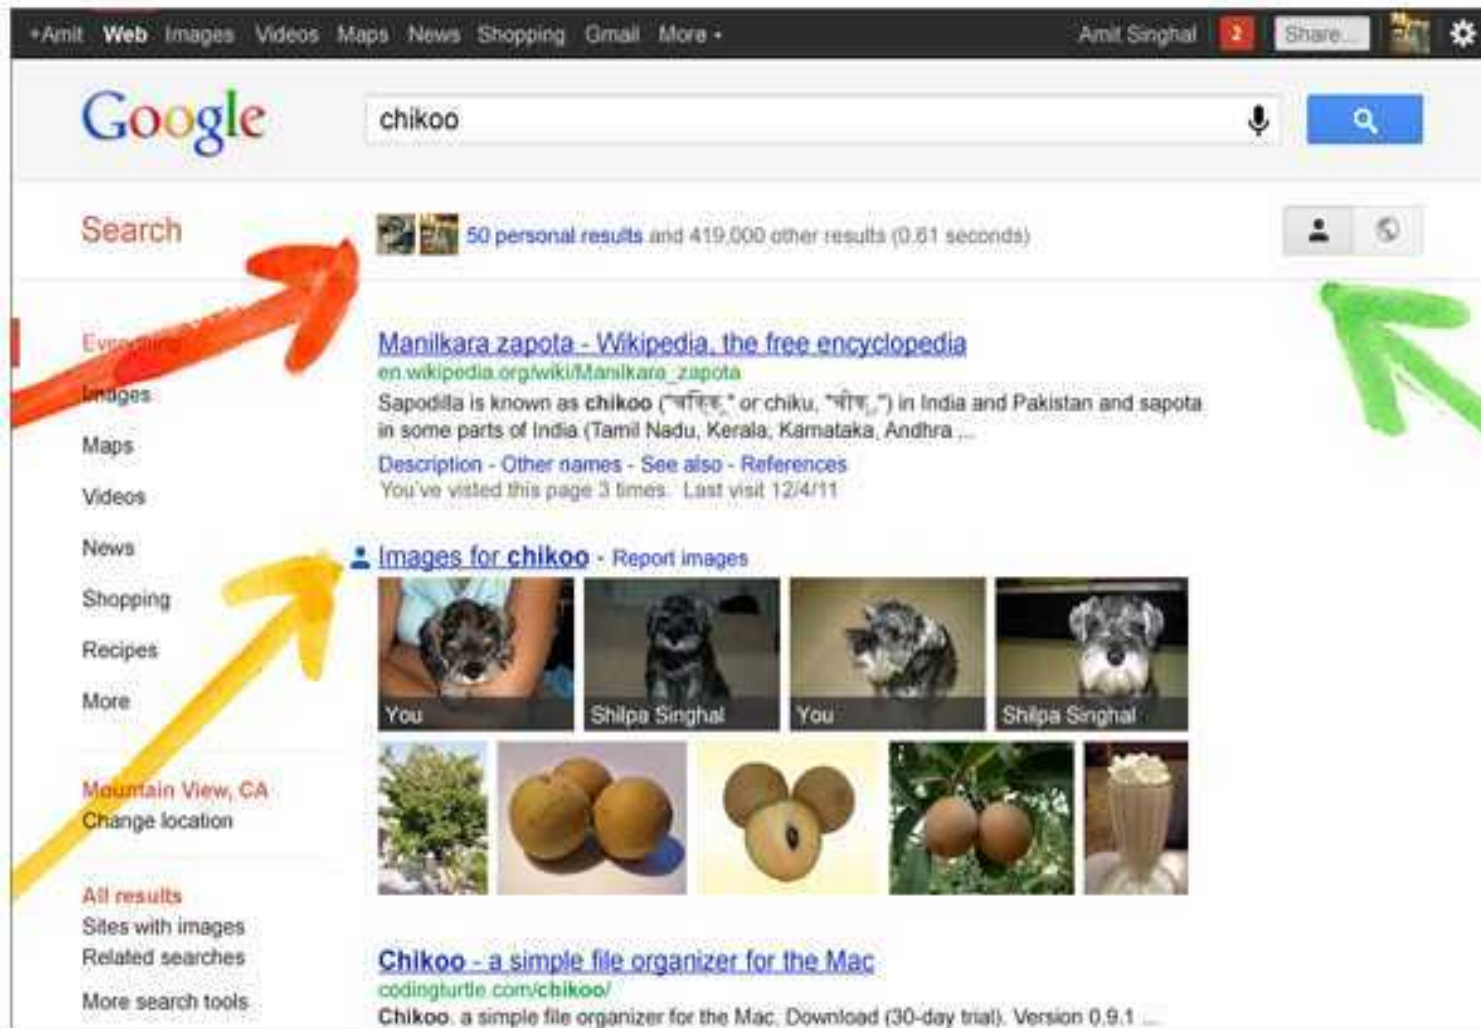 +Amit Web Images Videos Maps News Shopping Gmail More
Amit Singhal 2 Share...
Google
chikoo
Search
50 personal results and 419,000 other results (0.61 seconds)
Everything
Images
Maps
Videos
News
Shopping
Recipes
More
Mountain View, CA
Change location
All results
Sites with images
Related searches
More search tools
Manilkara zapota - Wikipedia, the free encyclopedia
en.wikipedia.org/wiki/Manilkara_zapota
Sapodilla is known as chikoo (" " or chiku, " ") in India and Pakistan and sapota
in some parts of India (Tamil Nadu, Kerala, Karnataka, Andhra ...
Description - Other names - See also - References
You've visted this page 3 times. Last visit 12/4/11
Images for chikoo - Report images
You
Shilpa Singhal
You
Shilpa Singhal
Chikoo - a simple file organizer for the Mac
codingturtle.com/chikoo/
Chikoo, a simple file organizer for the Mac. Download (30-day trial). Version 0.9.1 ...